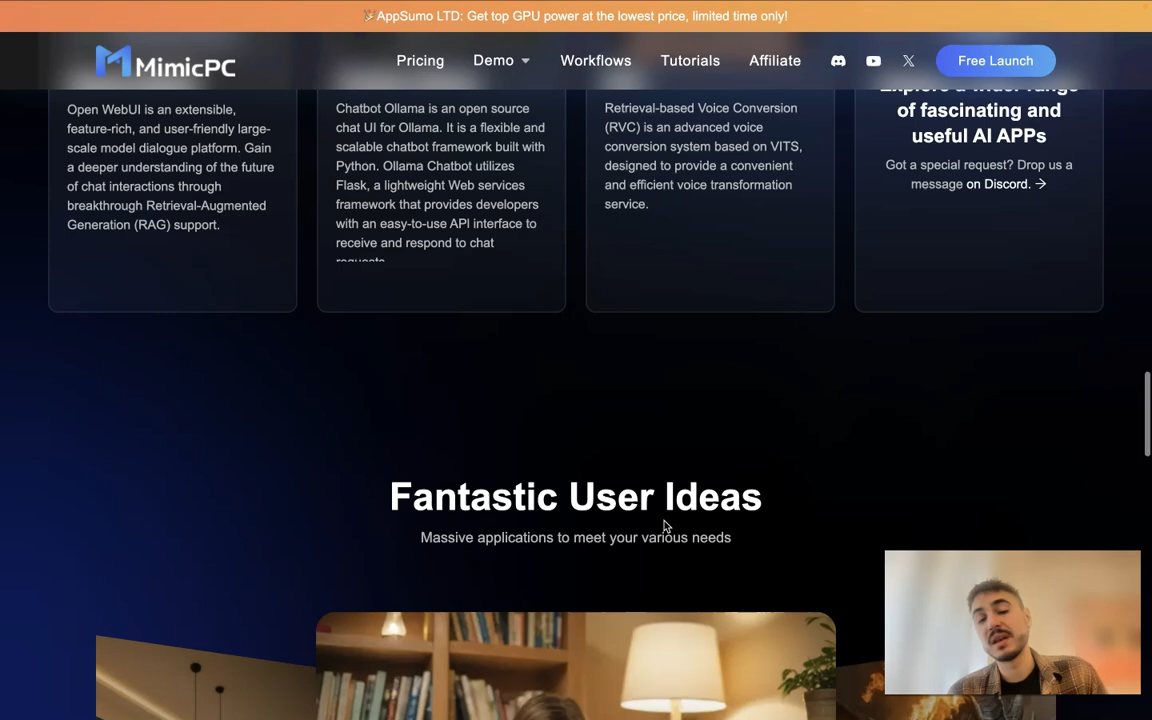 AppSumo LTD: Get top GPU power at the lowest price, limited time only!
MimicPC
Pricing
Demo
Workflows
Tutorials
Affiliate
Free Launch
Open WebUI is an extensible,
feature-rich, and user-friendly large-
scale model dialogue platform. Gain
a deeper understanding of the future
of chat interactions through
breakthrough Retrieval-Augmented
Generation (RAG) support.
Chatbot Ollama is an open source
chat UI for Ollama. It is a flexible and
scalable chatbot framework built with
Python. Ollama Chatbot utilizes
Flask, a lightweight Web services
framework that provides developers
with an easy-to-use API interface to
receive and respond to chat
requests.
Retrieval-based Voice Conversion
(RVC) is an advanced voice
conversion system based on VITS,
designed to provide a convenient
and efficient voice transformation
service.
Explore a wider range
of fascinating and
useful AI APPs
Got a special request? Drop us a
message on Discord. →
Fantastic User Ideas
Massive applications to meet your various needs